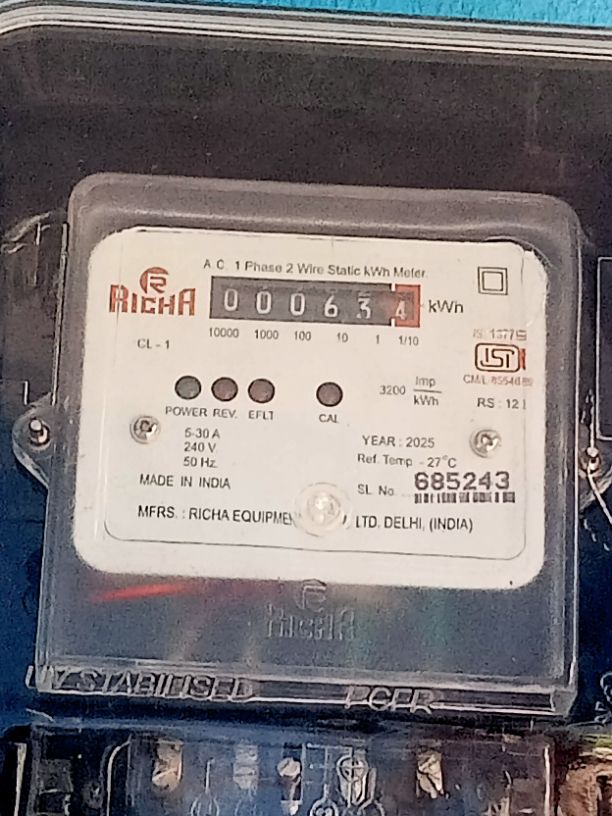 A.C. 1 Phase 2 Wire Static kWh Meter
RICHA
0 0 0 6 3 4 kWh
10000 1000 100 10 1 1/10
CL - 1
ISI
3200 Imp/kWh
RS : 121
POWER REV. EFLT CAL
5-30 A
240 V
50 Hz.
YEAR : 2025
Ref. Temp - 27°C
MADE IN INDIA
SL. No. 685243
MFRS. : RICHA LTD. DELHI, (INDIA)
RICHA
UV STABILISED